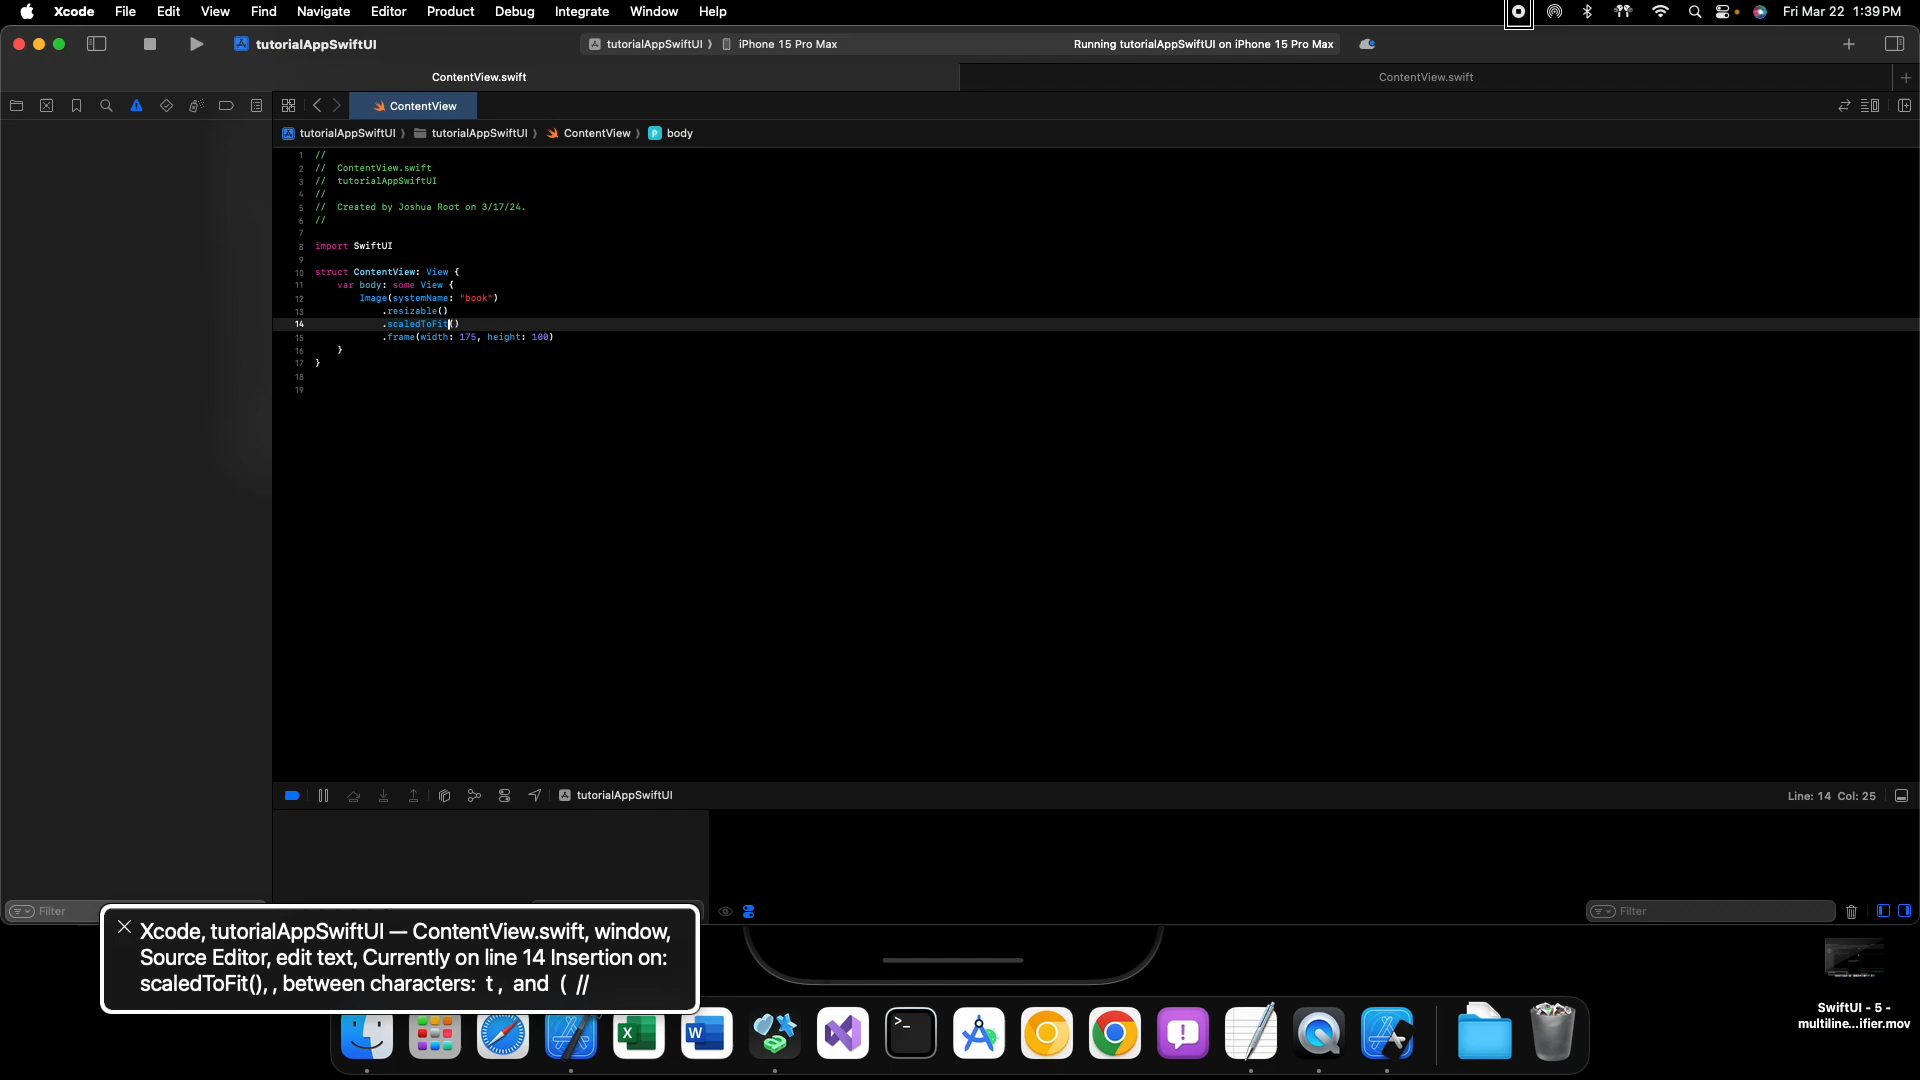 Xcode File Edit View Find Navigate Editor Product Debug Integrate Window Help Fri Mar 22 1:39 PM
tutorialAppSwiftUI tutorialAppSwiftUI iPhone 15 Pro Max Running tutorialAppSwiftUI on iPhone 15 Pro Max
ContentView.swift ContentView.swift
ContentView
tutorialAppSwiftUI tutorialAppSwiftUI ContentView P body
1 //
2 // ContentView.swift
3 // tutorialAppSwiftUI
4 //
5 // Created by Joshua Root on 3/17/24.
6 //
7
8 import SwiftUI
9
10 struct ContentView: View {
11 var body: some View {
12 Image(systemName: "book")
13 .resizable()
14 .scaledToFit()
15 .frame(width: 175, height: 100)
16 }
17 }
18
19
tutorialAppSwiftUI Line: 14 Col: 25
Filter Filter
Xcode, tutorialAppSwiftUI — ContentView.swift, window,
Source Editor, edit text, Currently on line 14 Insertion on:
scaledToFit(), , between characters: t , and ( //
SwiftUI - 5 -
multiline...ifier.mov